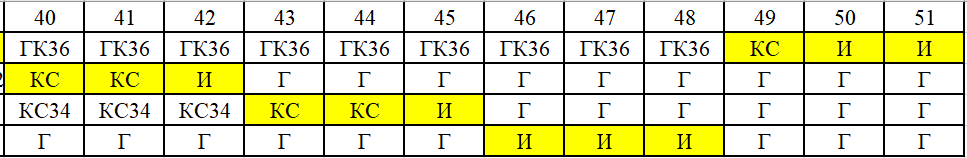 40 41 42 43 44 45 46 47 48 49 50 51
ГК36 ГК36 ГК36 ГК36 ГК36 ГК36 ГК36 ГК36 ГК36 КС И И
КС КС И Г Г Г Г Г Г Г Г Г
КС34 КС34 КС34 КС КС И Г Г Г Г Г Г
Г Г Г Г Г Г И И И Г Г Г